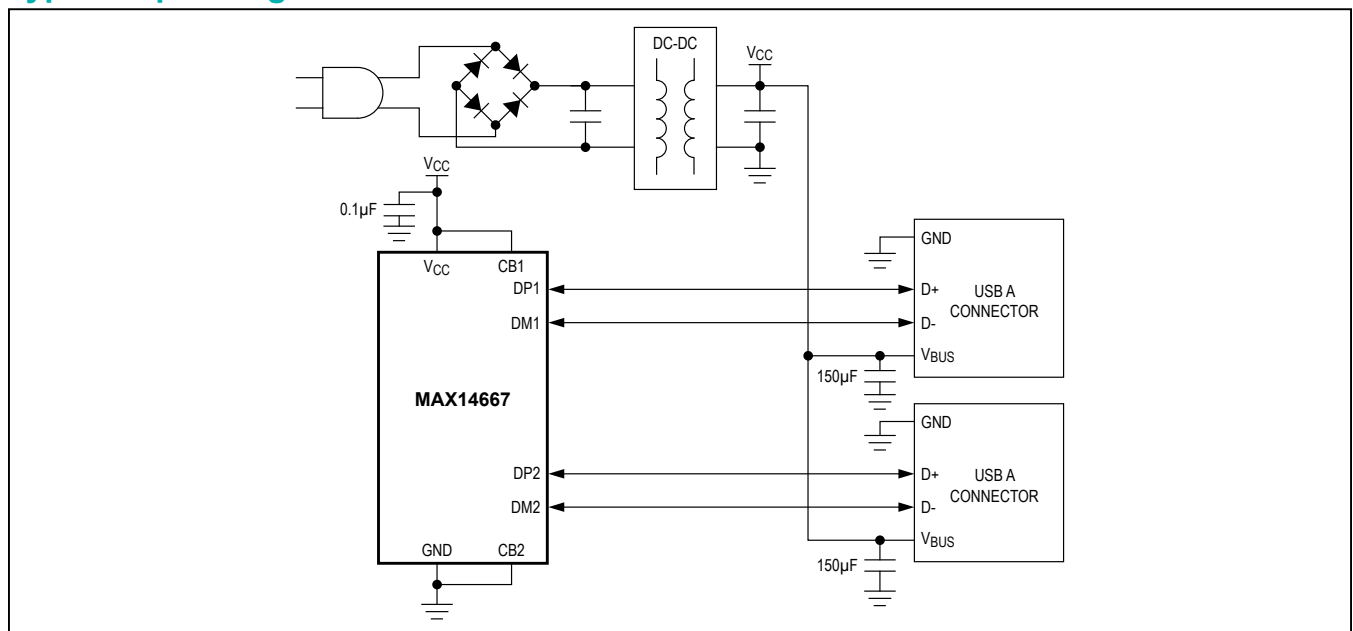 DC-DC
VCC
VCC
0.1µF
VCC
CB1
DP1
DM1
MAX14667
DP2
DM2
GND
CB2
GND
D+
USB A
CONNECTOR
D-
VBUS
150µF
GND
D+
USB A
CONNECTOR
D-
VBUS
150µF